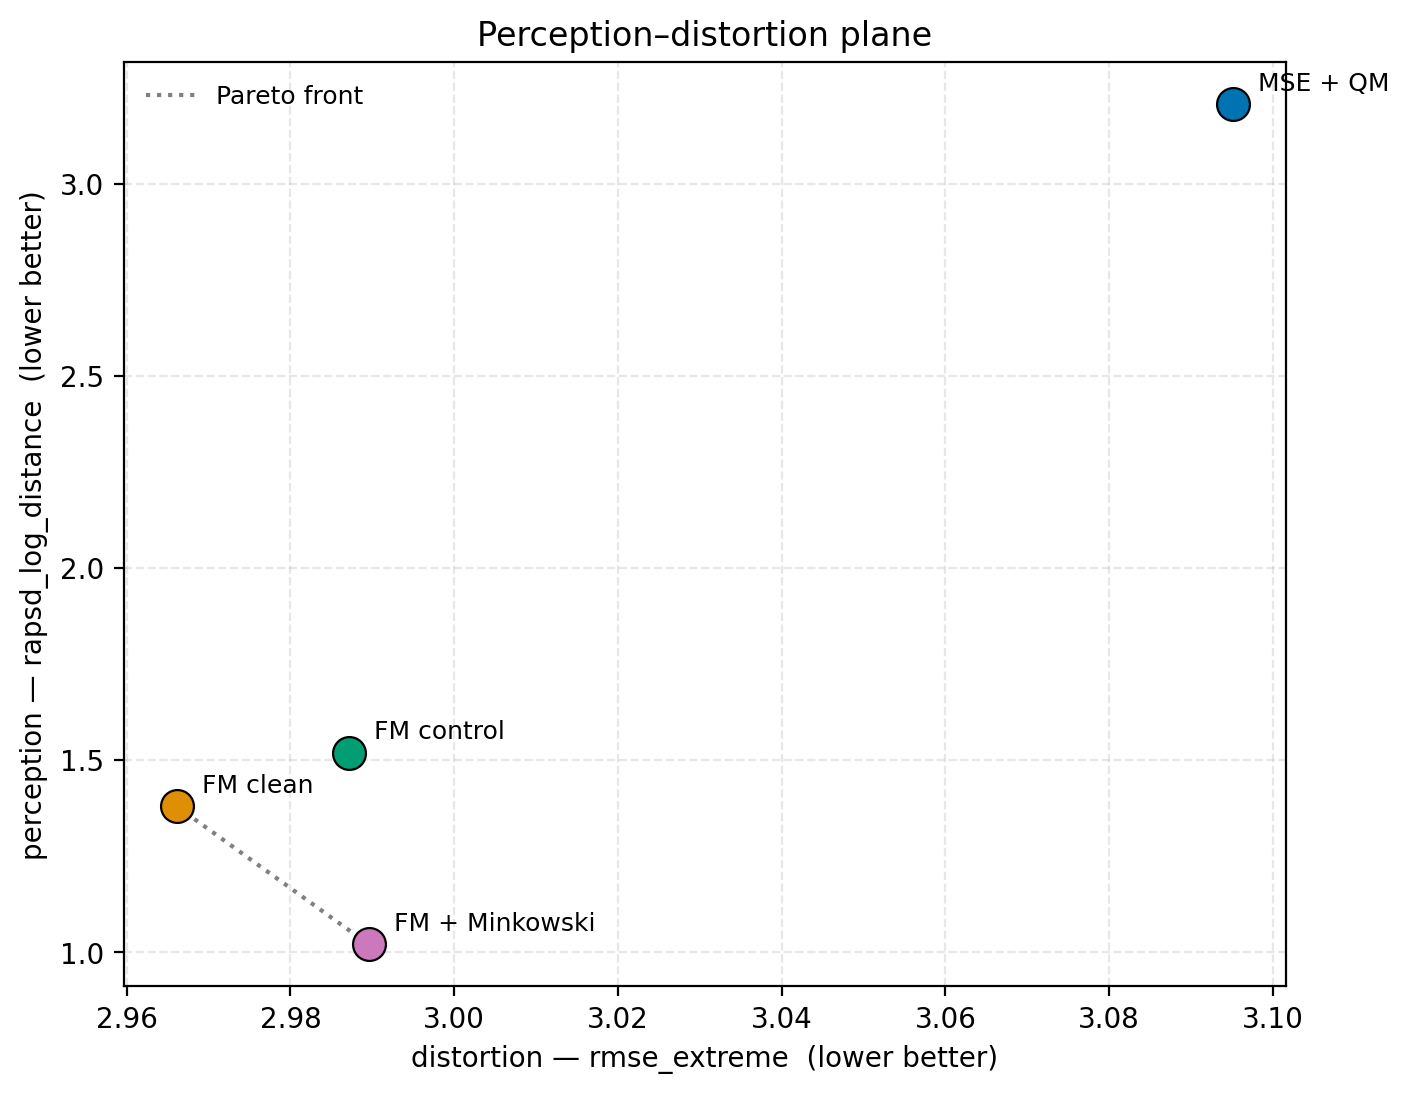 Perception–distortion plane
Pareto front
MSE + QM
FM control
FM clean
FM + Minkowski
perception — rapsd_log_distance  (lower better)
3.0
2.5
2.0
1.5
1.0
2.96 2.98 3.00 3.02 3.04 3.06 3.08 3.10
distortion — rmse_extreme  (lower better)